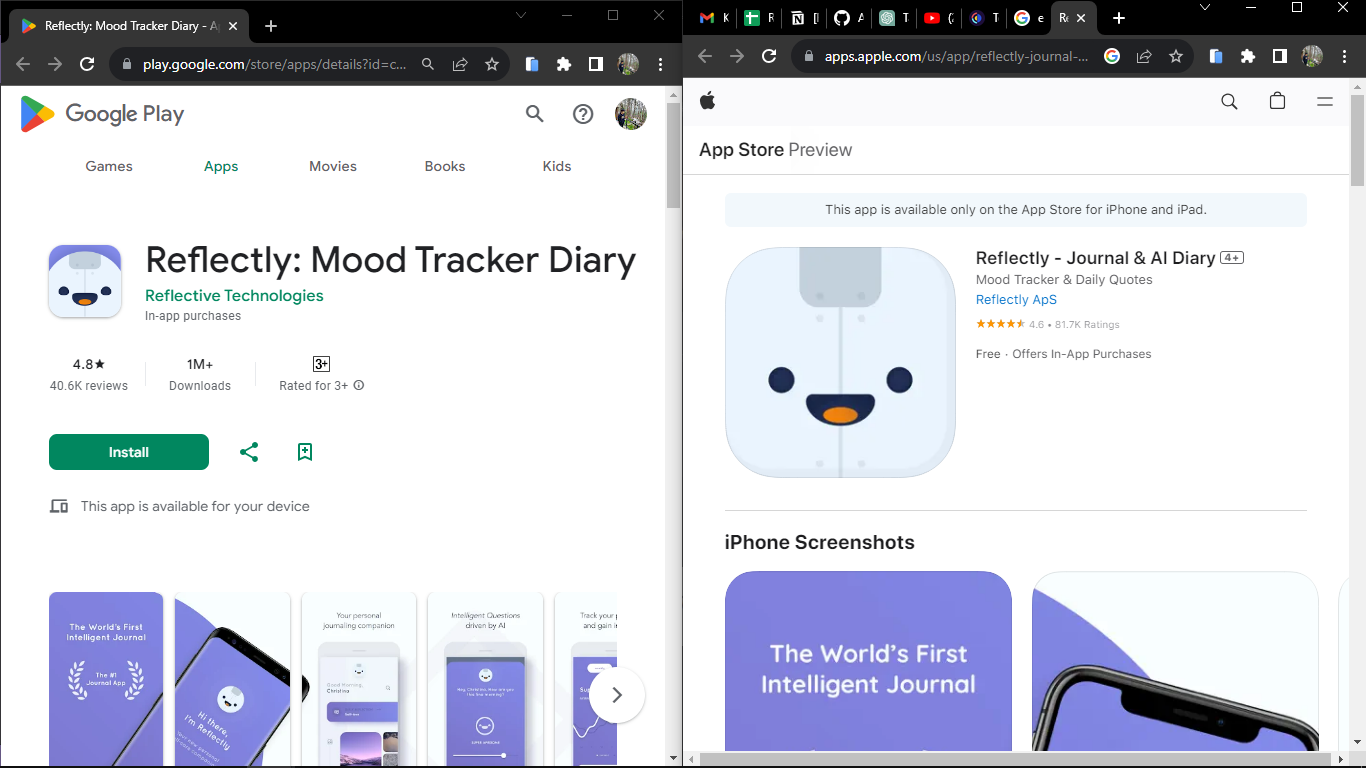 Reflectly: Mood Tracker Diary - A
play.google.com/store/apps/details?id=c...
Google Play
Games
Apps
Movies
Books
Kids
Reflectly: Mood Tracker Diary
Reflective Technologies
In-app purchases
4.8★
40.6K reviews
1M+
Downloads
3+
Rated for 3+
Install
This app is available for your device
The World's First
Intelligent Journal
The #1
Journal App
Hi there,
I'm Reflectly
Your personal
journaling companion
Good Morning,
Christina
Intelligent Questions
driven by AI
Hey, Christina. How are you
SUPER AWESOME
Track your
and gain i
K
R
[
A
T
(
T
e
Re
apps.apple.com/us/app/reflectly-journal-...
App Store Preview
This app is available only on the App Store for iPhone and iPad.
Reflectly - Journal & AI Diary 4+
Mood Tracker & Daily Quotes
Reflectly ApS
★★★★★ 4.6 • 81.7K Ratings
Free · Offers In-App Purchases
iPhone Screenshots
The World's First
Intelligent Journal